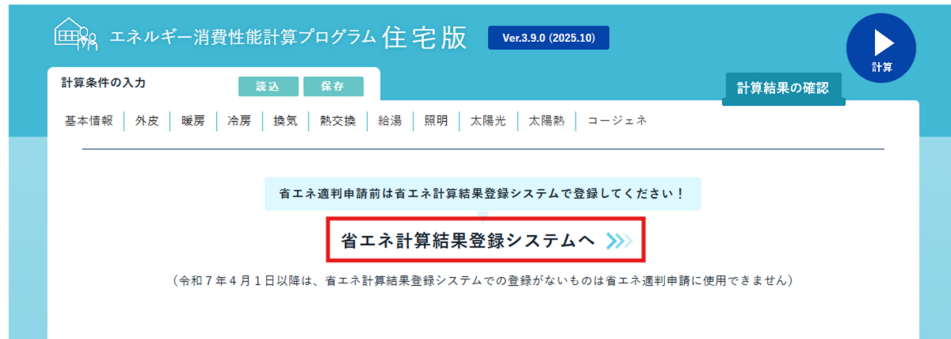 エネルギー消費性能計算プログラム 住宅版 Ver.3.9.0 (2025.10)
計算
計算条件の入力 読込 保存
計算結果の確認
基本情報 外皮 暖房 冷房 換気 熱交換 給湯 照明 太陽光 太陽熱 コージェネ
省エネ適判申請前は省エネ計算結果登録システムで登録してください！
省エネ計算結果登録システムへ
（令和７年４月１日以降は、省エネ計算結果登録システムでの登録がないものは省エネ適判申請に使用できません）